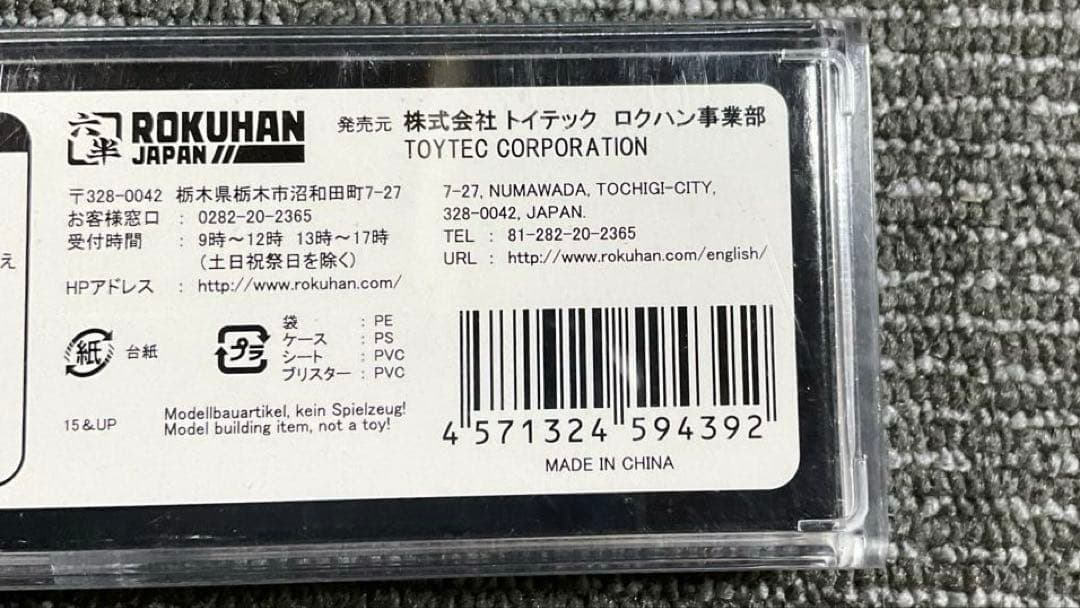 え
六半
ROKUHAN
JAPAN
発売元 株式会社 トイテック ロクハン事業部
TOYTEC CORPORATION
〒328-0042 栃木県栃木市沼和田町7-27
お客様窓口 : 0282-20-2365
受付時間 : 9時～12時 13時～17時
(土日祝祭日を除く)
HPアドレス : http://www.rokuhan.com/
7-27, NUMAWADA, TOCHIGI-CITY,
328-0042, JAPAN.
TEL : 81-282-20-2365
URL : http://www.rokuhan.com/english/
紙 台紙
プラ
袋 : PE
ケース : PS
シート : PVC
ブリスター : PVC
15&UP
Modellbauartikel, kein Spielzeug!
Model building item, not a toy!
4 571324 594392
MADE IN CHINA